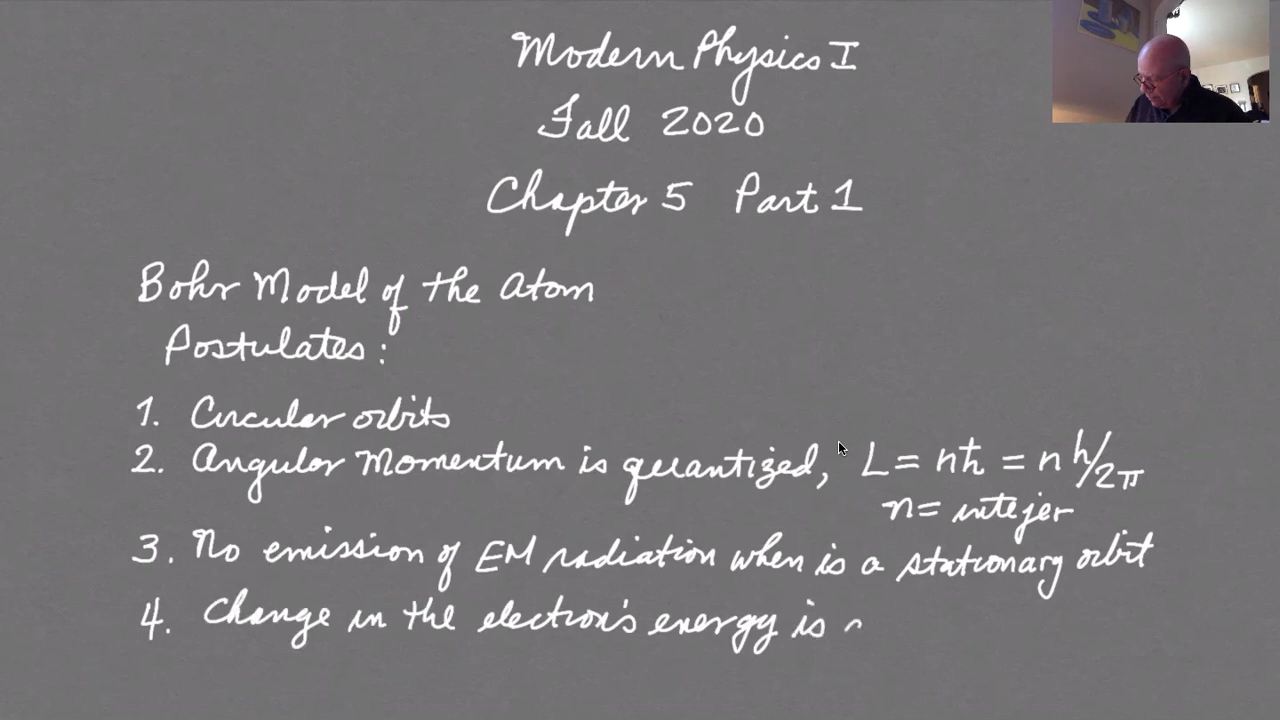 Modern Physics I
Fall 2020
Chapter 5 Part 1
Bohr Model of the Atom
Postulates:
1. Circular orbits
2. Angular Momentum is quantized, L = nħ = n h/2π
n = integer
3. No emission of EM radiation when is a stationary orbit
4. Change in the electron's energy is